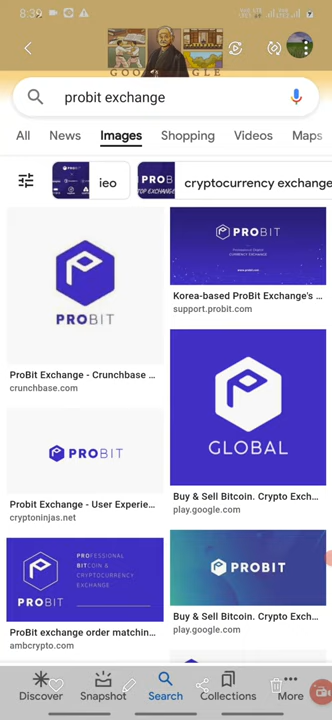 8:39
GOOGLE
probit exchange
All News Images Shopping Videos Maps
ieo
PROB
TOP EXCHANGE
cryptocurrency exchange
PROBIT
ProBit Exchange - Crunchbase ...
crunchbase.com
PROBIT
Korea-based ProBit Exchange's ...
support.probit.com
GLOBAL
Buy & Sell Bitcoin. Crypto Exch...
play.google.com
PROBIT
Probit Exchange - User Experie...
cryptoninjas.net
PROBIT
PROFESSIONAL
BITCOIN &
CRYPTOCURRENCY
EXCHANGE
ProBit exchange order matchin...
ambcrypto.com
PROBIT
Buy & Sell Bitcoin. Crypto Exch...
play.google.com
Discover Snapshot Search Collections More